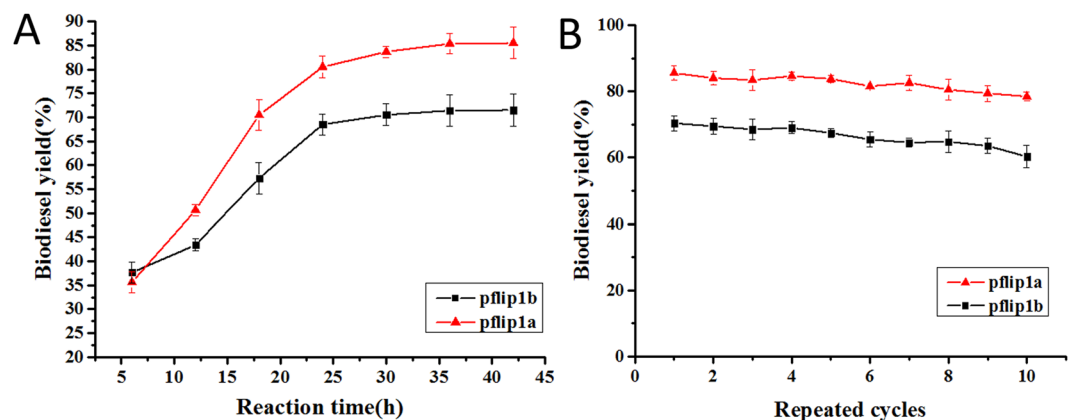 A
Biodiesel yield(%)
90
85
80
75
70
65
60
55
50
45
40
35
30
25
20
5 10 15 20 25 30 35 40 45
Reaction time(h)
pflip1b
pflip1a
B
Biodiesel yield(%)
100
80
60
40
20
0
0 2 4 6 8 10
Repeated cycles
pflip1a
pflip1b